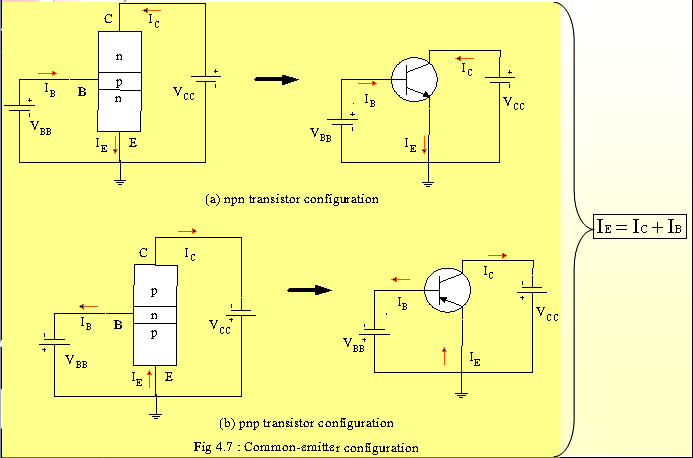 C
I_C
n
p
n
I_B
B
+
-
V_BB
+
-
V_CC
I_E
E
I_C
I_B
+
-
V_BB
+
-
V_CC
I_E
(a) npn transistor configuration
I_E = I_C + I_B
C
I_C
p
n
p
I_B
B
-
+
V_BB
-
+
V_CC
I_E
E
I_C
I_B
-
+
V_BB
-
+
V_CC
I_E
(b) pnp transistor configuration
Fig 4.7 : Common-emitter configuration